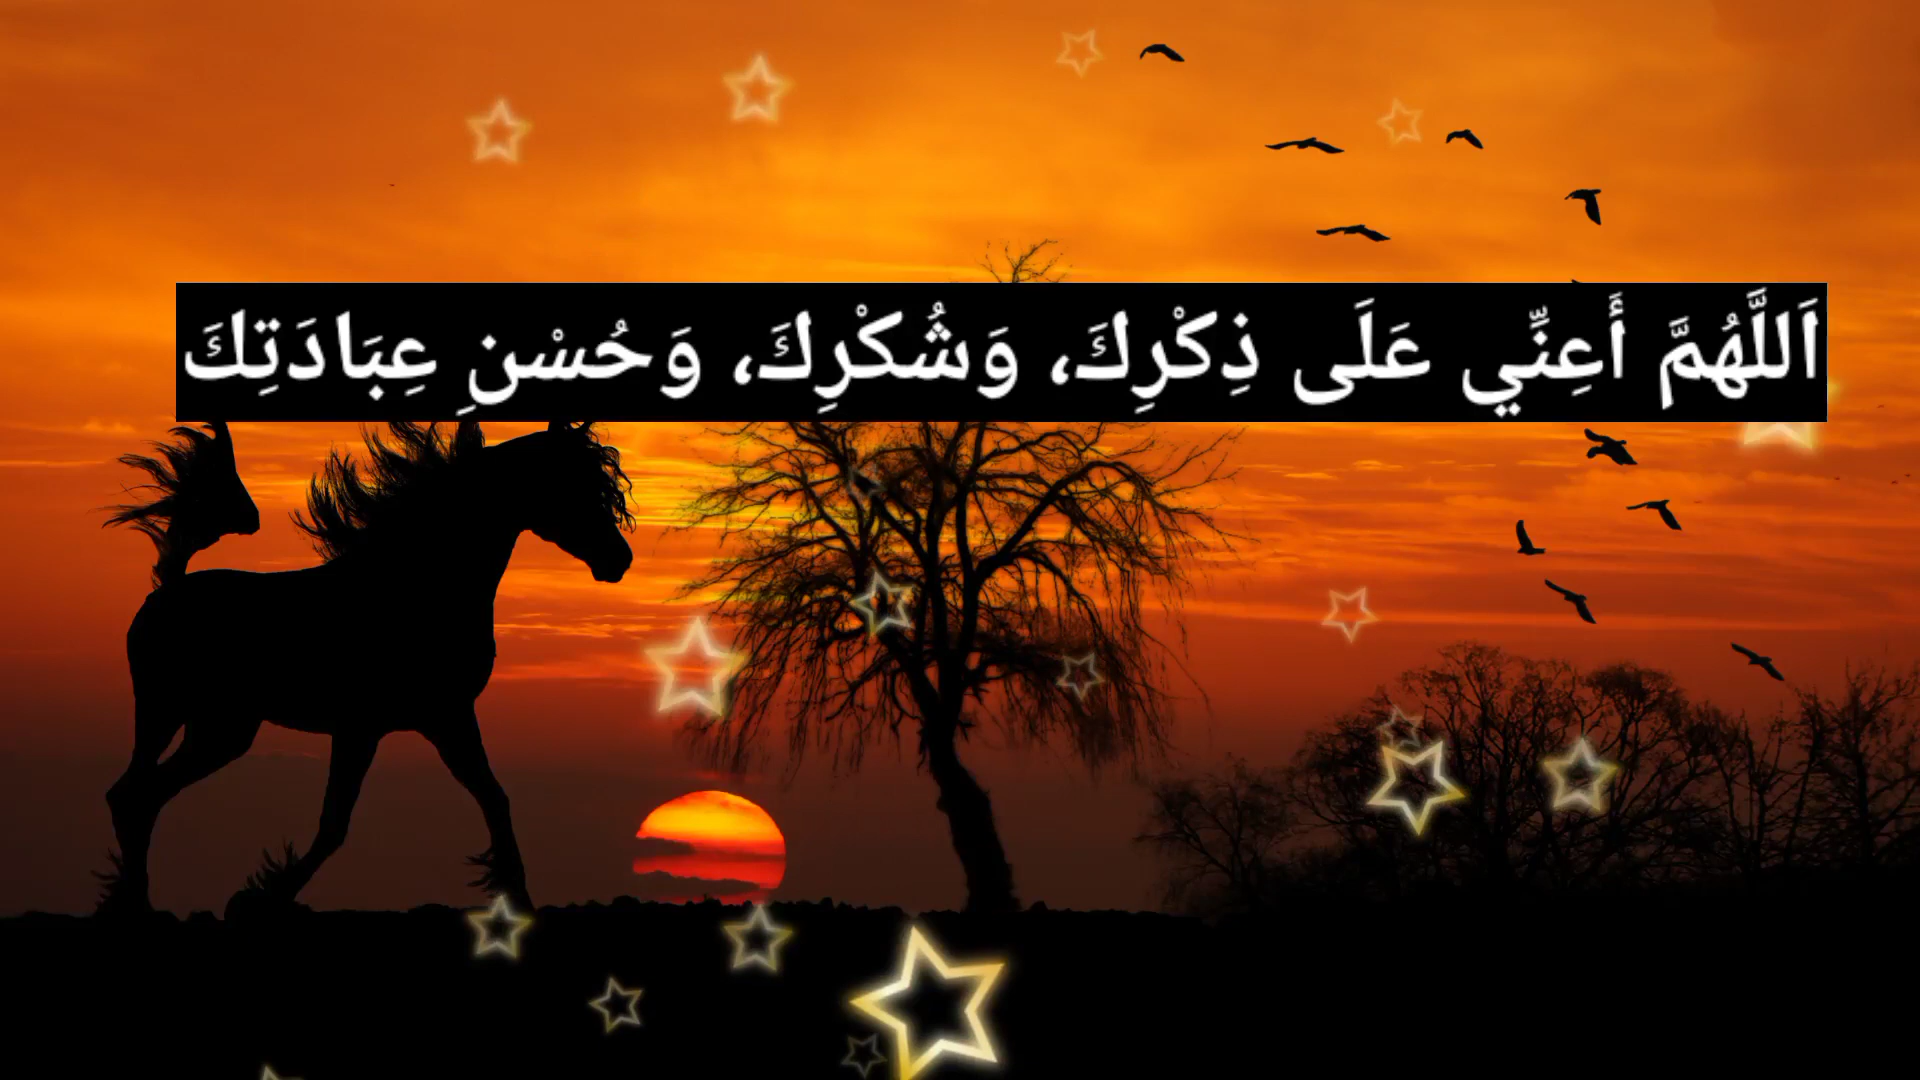 اَللَّهُمَّ أَعِنِّي عَلَى ذِكْرِكَ، وَشُكْرِكَ، وَحُسْنِ عِبَادَتِكَ